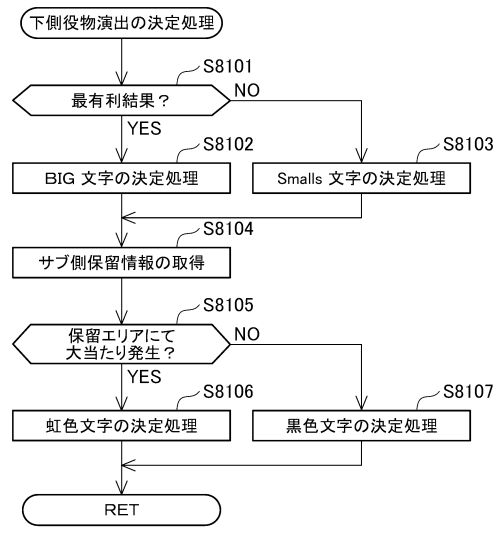 下側役物演出の決定処理
S8101
最有利結果？
NO
YES
S8102
S8103
BIG 文字の決定処理
Smalls 文字の決定処理
S8104
サブ側保留情報の取得
S8105
保留エリアにて
大当たり発生？
NO
YES
S8106
S8107
虹色文字の決定処理
黒色文字の決定処理
RET